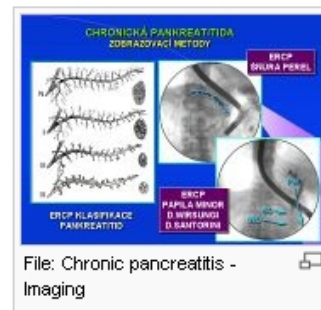 CHRONICKÁ PANKREATITIDA
ZOBRAZOVACÍ METODY
ERCP
ŠŇŮRA PEREL
ERCP
PAPILA MINOR
D.WIRSUNGI
D.SANTORINI
ERCP KLASIFIKACE
PANKREATITID
File: Chronic pancreatitis -
Imaging